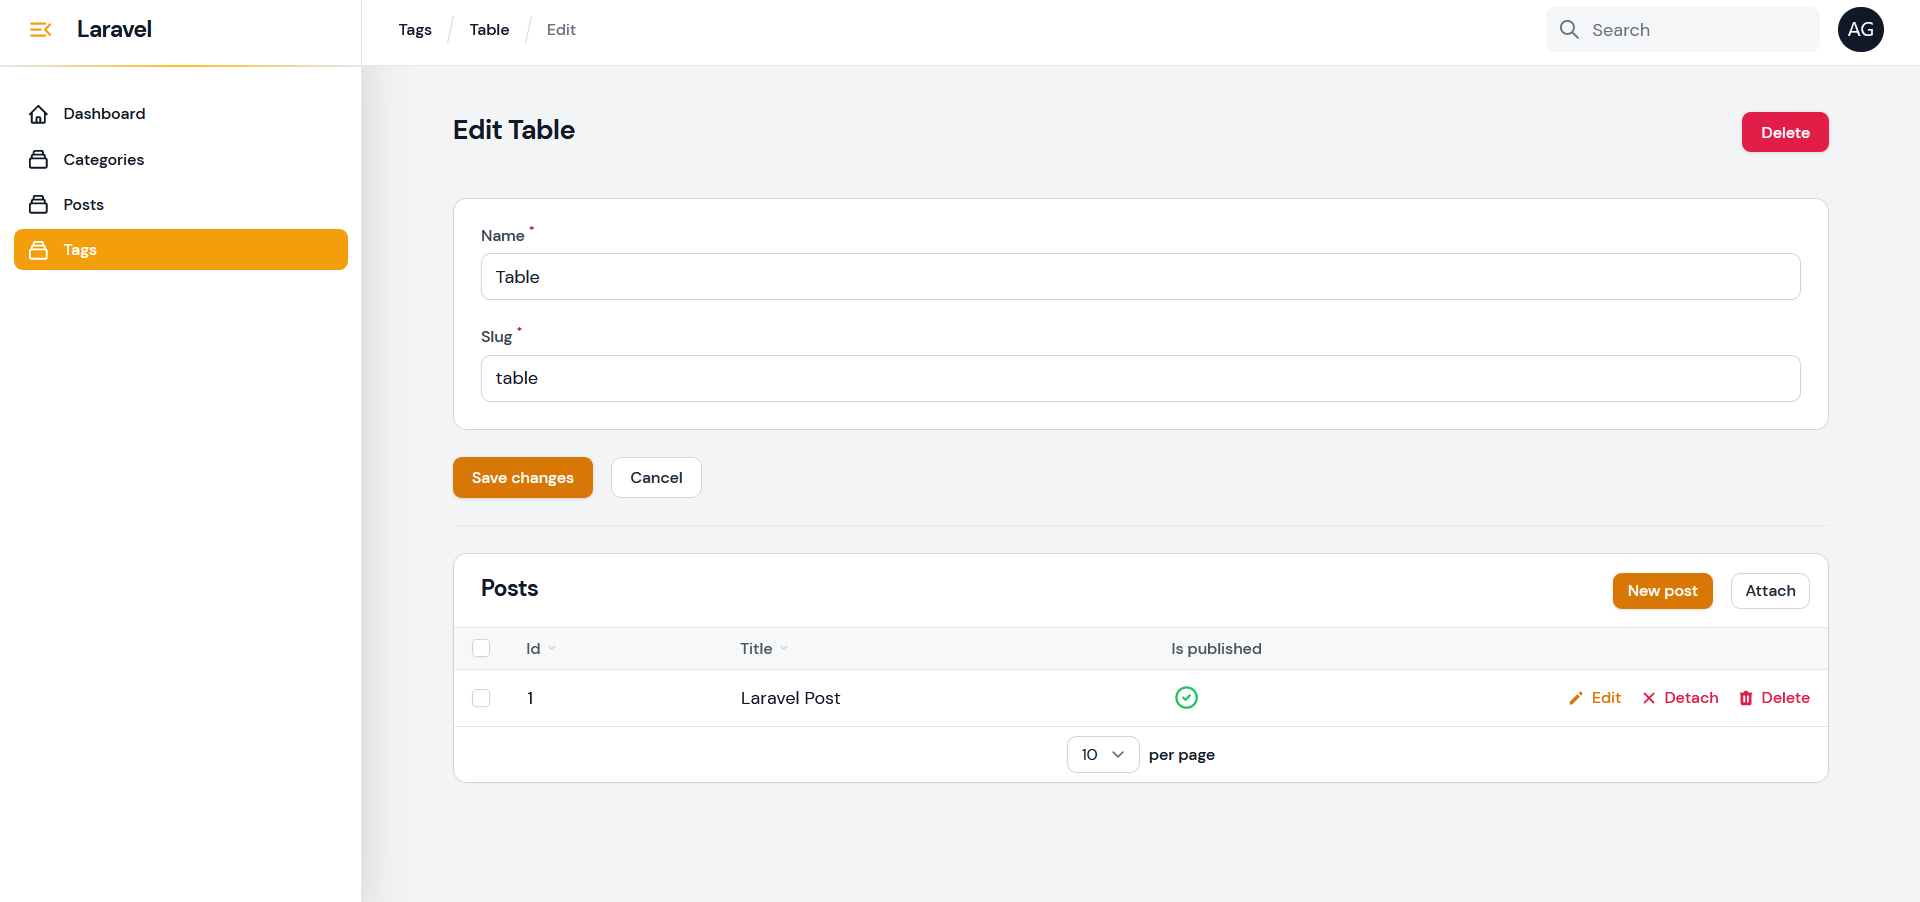 Laravel
Tags / Table / Edit
Search
AG
Dashboard
Categories
Posts
Tags
Edit Table
Delete
Name *
Table
Slug *
table
Save changes
Cancel
Posts
New post
Attach
Id
Title
Is published
1
Laravel Post
Edit
Detach
Delete
10
per page